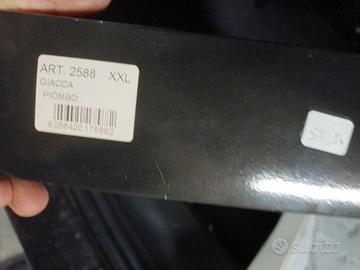 ART. 2588 XXL
GIACCA
PIOMBO
8056420175882
subito